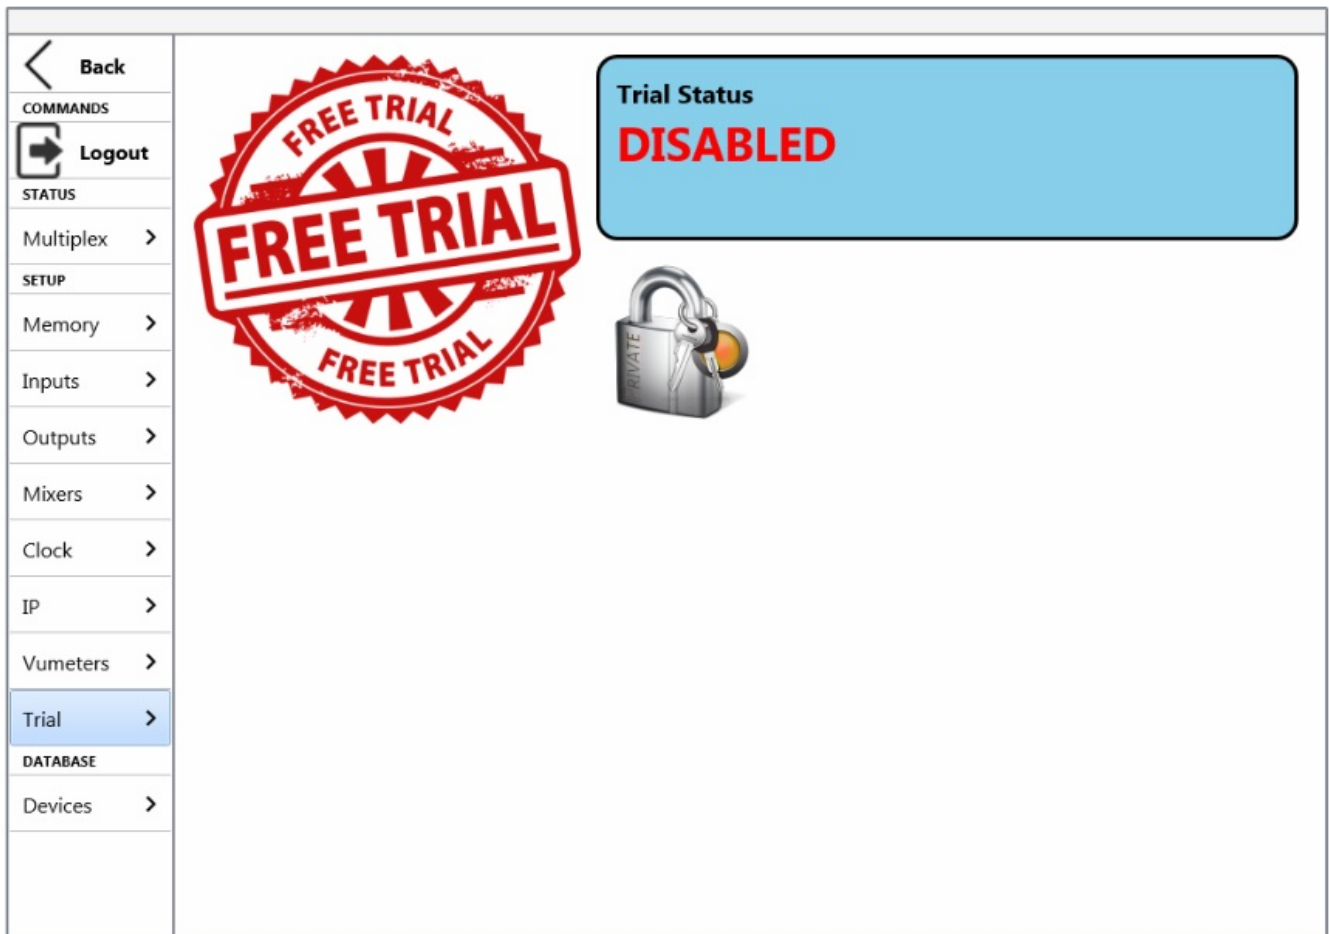 Back
COMMANDS
Logout
STATUS
Multiplex
SETUP
Memory
Inputs
Outputs
Mixers
Clock
IP
Vumeters
Trial
DATABASE
Devices
FREE TRIAL
FREE TRIAL
FREE TRIAL
Trial Status
DISABLED
PRIVATE